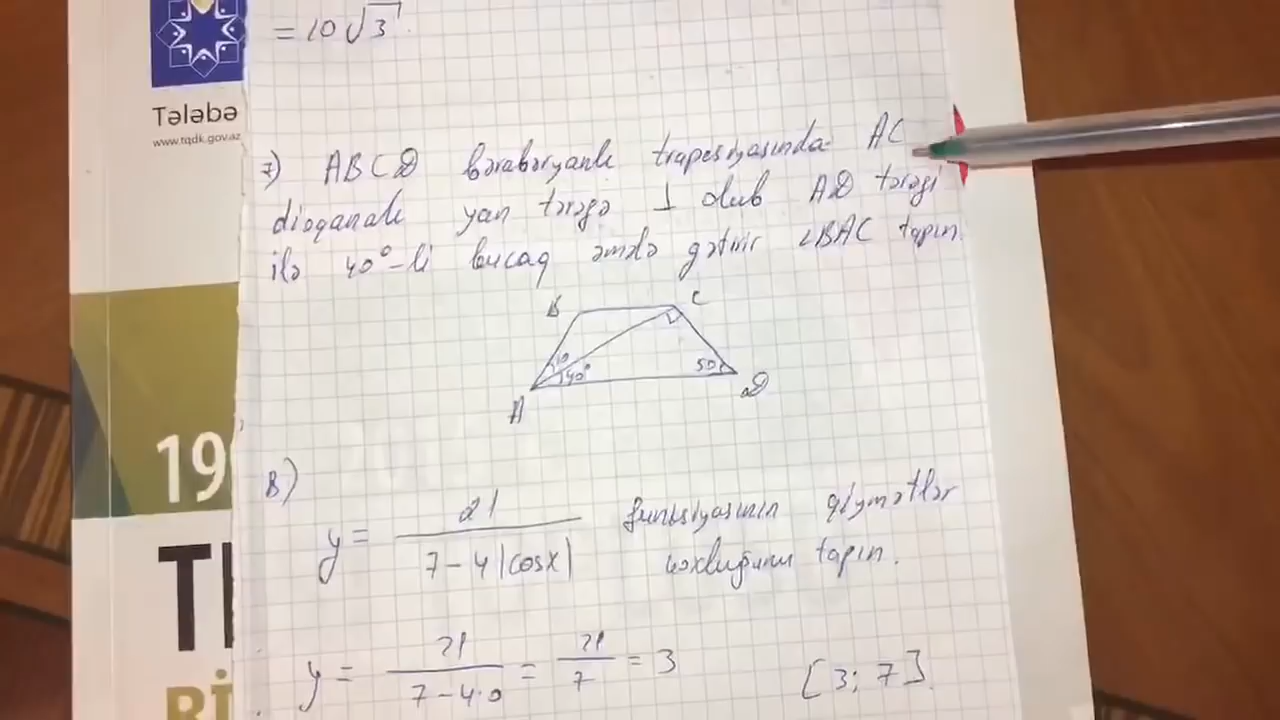 = 10√3
Tələbə
www.tqdk.gov.az
7) ABCD bərabəryanlı trapesiyasında AC
dioqanalı yan tərəfə ⊥ olub AD tərəfi
ilə 40°-li bucaq əmələ gətirir ∠BAC tapın.
B C
10 40° 50
A D
8)
y = 21 / (7 - 4|cosx|) funksiyasının qiymətlər
çoxluğunu tapın.
y = 21 / (7-4·0) = 21/7 = 3 [3; 7].
19